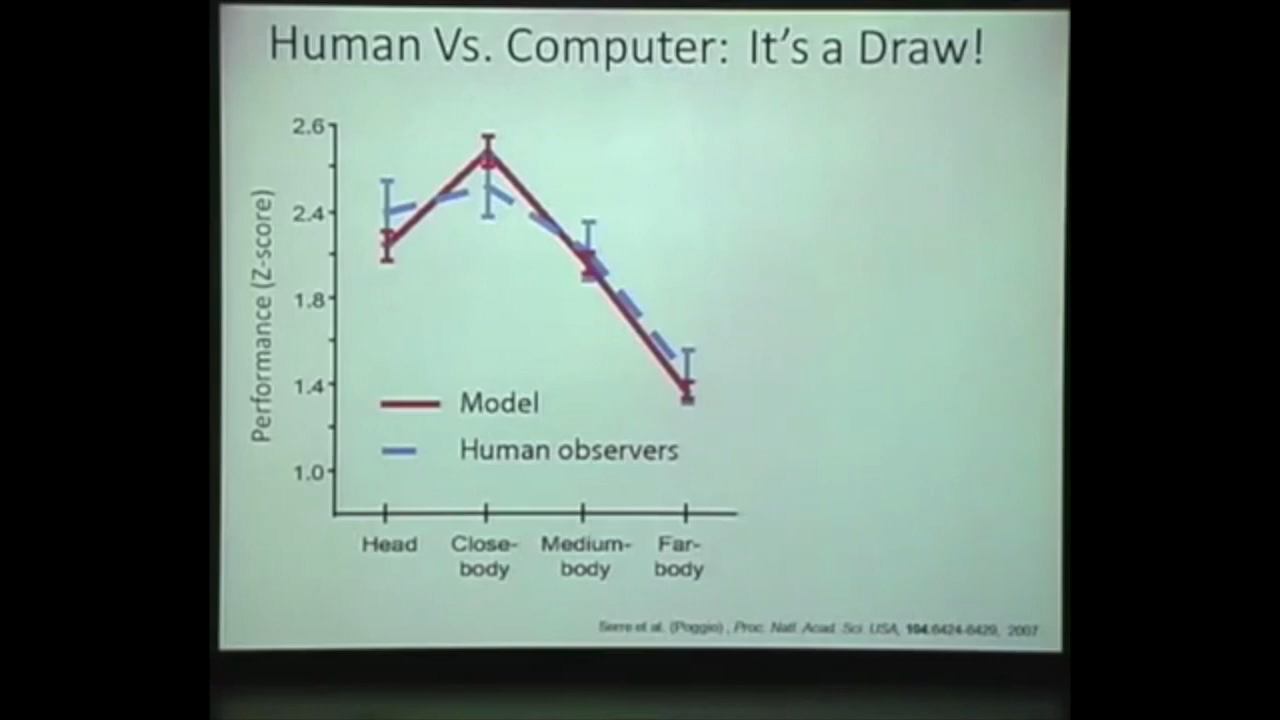 Human Vs. Computer: It's a Draw!
Performance (Z-score)
2.6
2.4
1.8
1.4
1.0
Model
Human observers
Head
Close-
body
Medium-
body
Far-
body
Serre et al. (Poggio), Proc. Natl. Acad. Sci. USA, 104:6424-6429, 2007